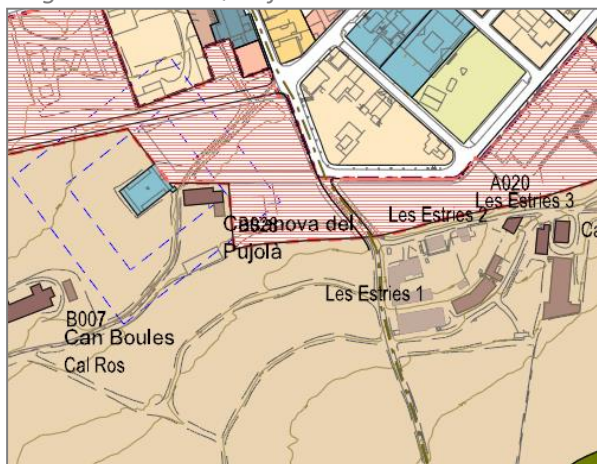 A020
Les Estries 3
Les Estries 2
Casanova del
B028
Pujolà
Les Estries 1
B007
Can Boules
Cal Ros